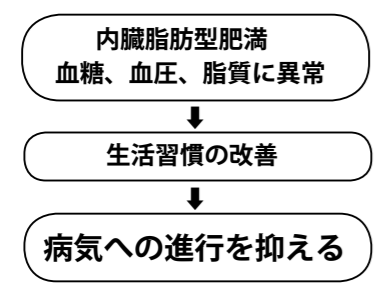 内臓脂肪型肥満
血糖、血圧、脂質に異常
生活習慣の改善
病気への進行を抑える